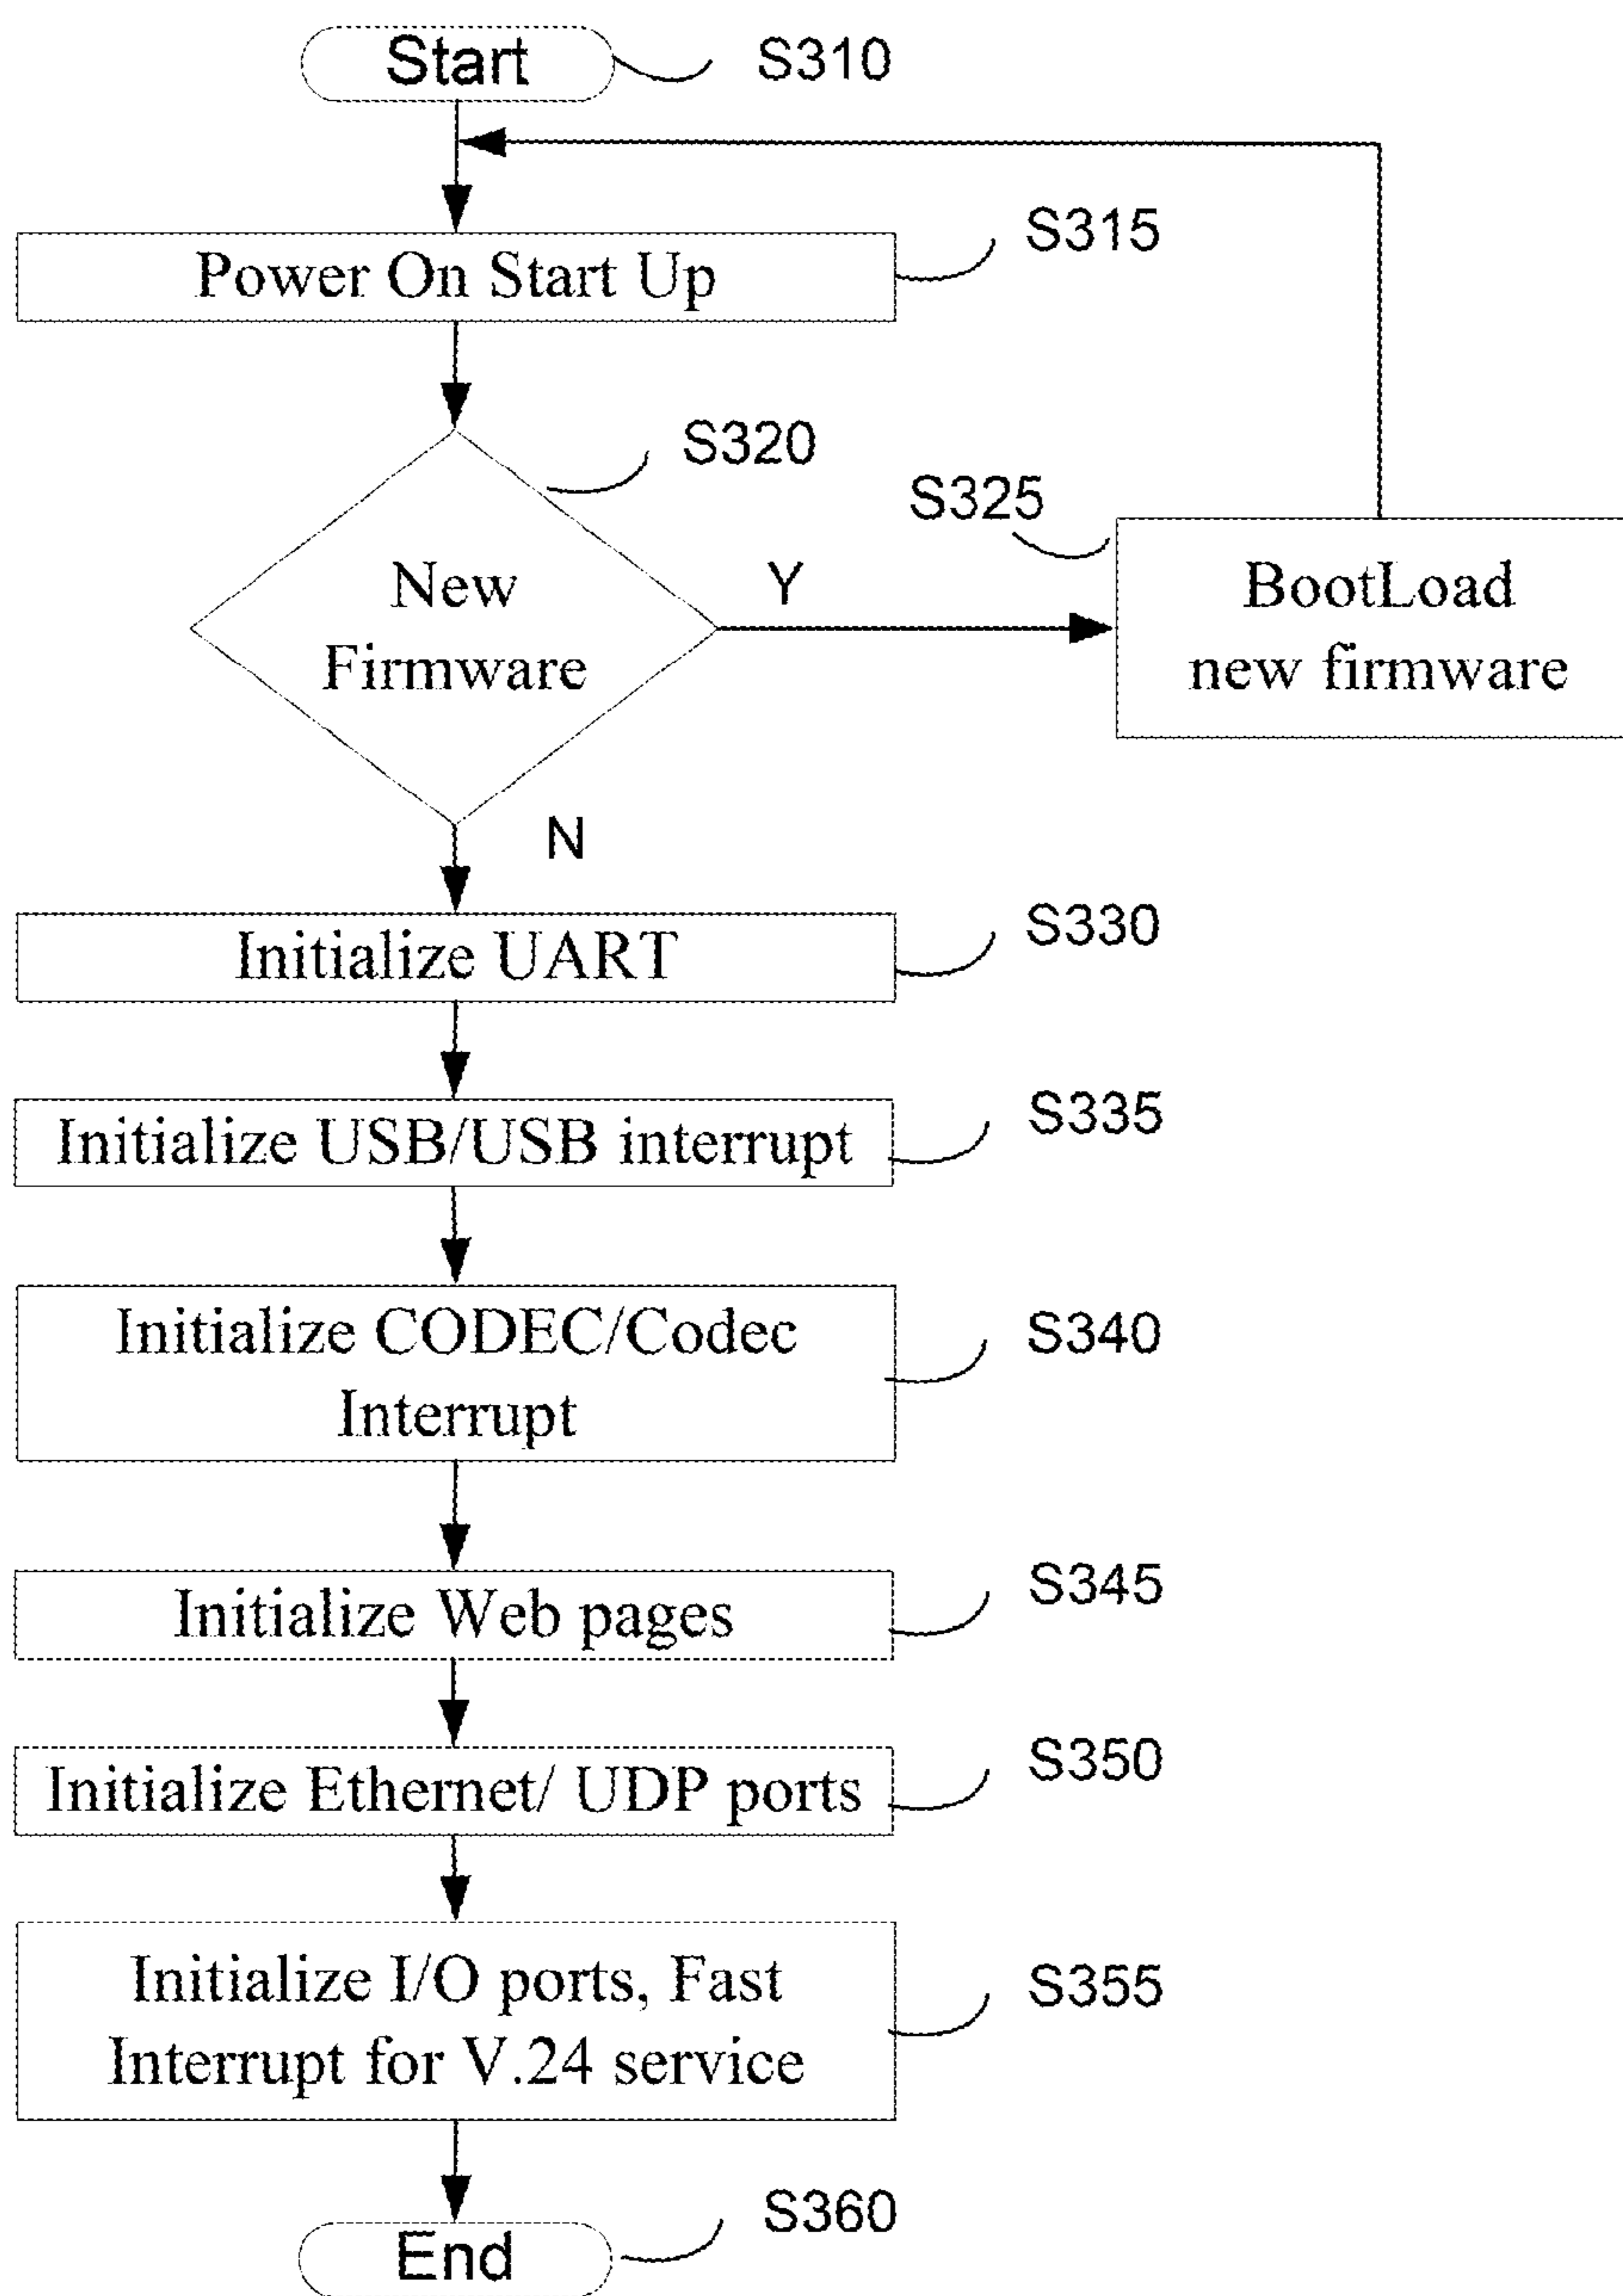 Start
S310
Power On Start Up
S315
S320
New
Firmware
Y
S325
BootLoad
new firmware
N
Initialize UART
S330
Initialize USB/USB interrupt
S335
Initialize CODEC/Codec
Interrupt
S340
Initialize Web pages
S345
Initialize Ethernet/ UDP ports
S350
Initialize I/O ports, Fast
Interrupt for V.24 service
S355
End
S360